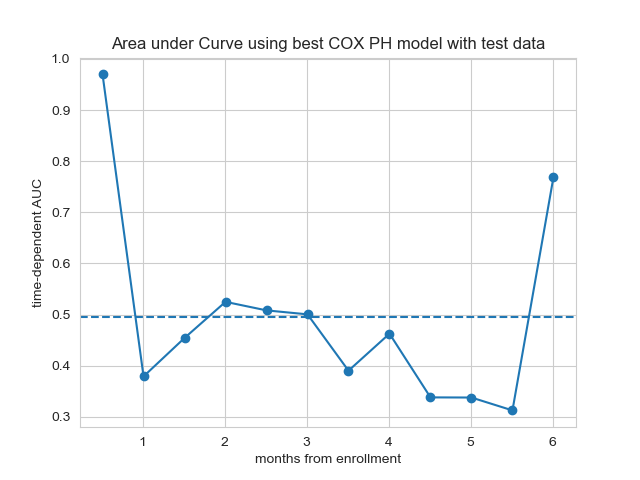 Area under Curve using best COX PH model with test data
time-dependent AUC
1.0
0.9
0.8
0.7
0.6
0.5
0.4
0.3
1 2 3 4 5 6
months from enrollment